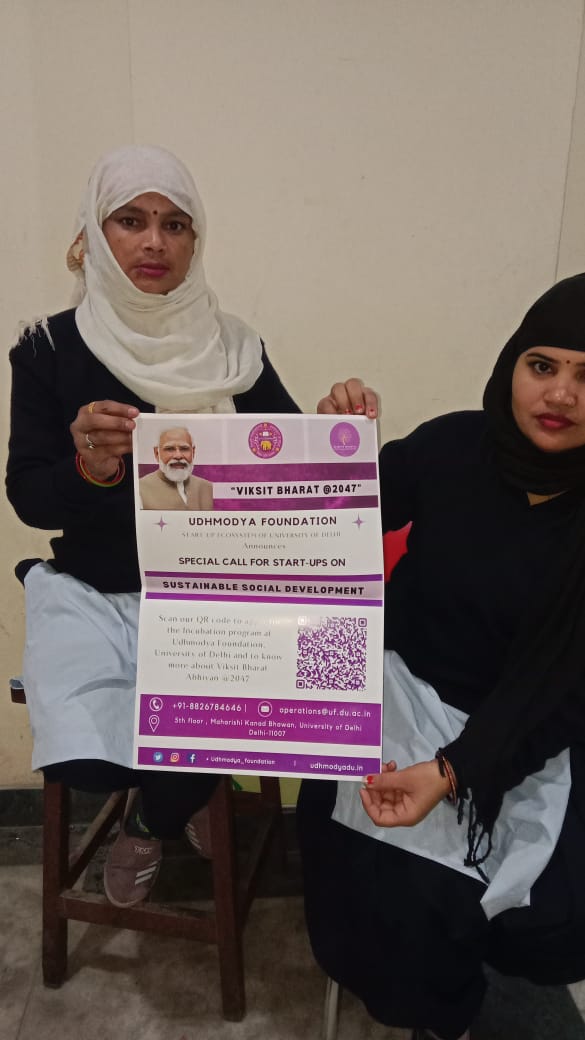 "VIKSIT BHARAT @2047"
UDHMODYA FOUNDATION
START-UP ECOSYSTEM OF UNIVERSITY OF DELHI
Announces
SPECIAL CALL FOR START-UPS ON
SUSTAINABLE SOCIAL DEVELOPMENT
Scan our QR code to apply
the Incubation program at
Udhmodya Foundation,
University of Delhi and to know
more about Viksit Bharat
Abhiyan @2047
+91-8826784646 |
operations@uf.du.ac.in
5th floor , Maharishi Kanad Bhawan, University of Delhi
Delhi-11007
Udhmodya_foundation | udhmodyadu.in